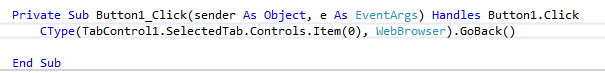 Private Sub Button1_Click(sender As Object, e As EventArgs) Handles Button1.Click
CType(TabControl1.SelectedTab.Controls.Item(0), WebBrowser).GoBack()
End Sub